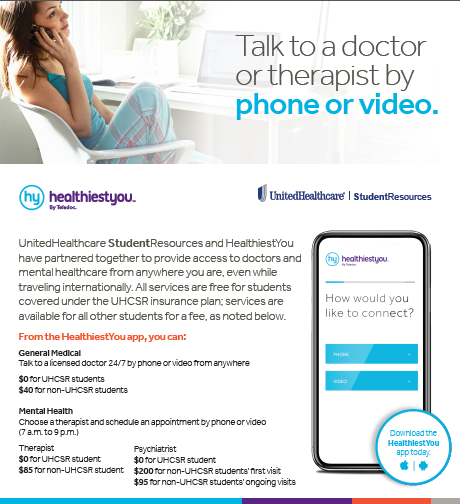 Talk to a doctor
or therapist by
phone or video.
hy healthiestyou.
By Teladoc.
UnitedHealthcare | StudentResources
UnitedHealthcare StudentResources and HealthiestYou
have partnered together to provide access to doctors and
mental healthcare from anywhere you are, even while
traveling internationally. All services are free for students
covered under the UHCSR insurance plan; services are
available for all other students for a fee, as noted below.
From the HealthiestYou app, you can:
General Medical
Talk to a licensed doctor 24/7 by phone or video from anywhere
$0 for UHCSR students
$40 for non-UHCSR students
Mental Health
Choose a therapist and schedule an appointment by phone or video
(7 a.m. to 9 p.m.)
Therapist
$0 for UHCSR student
$85 for non-UHCSR student
Psychiatrist
$0 for UHCSR student
$200 for non-UHCSR students' first visit
$95 for non-UHCSR students' ongoing visits
hy healthiestyou.
By Teladoc.
How would you
like to connect?
PHONE
VIDEO
Download the
HealthiestYou
app today.